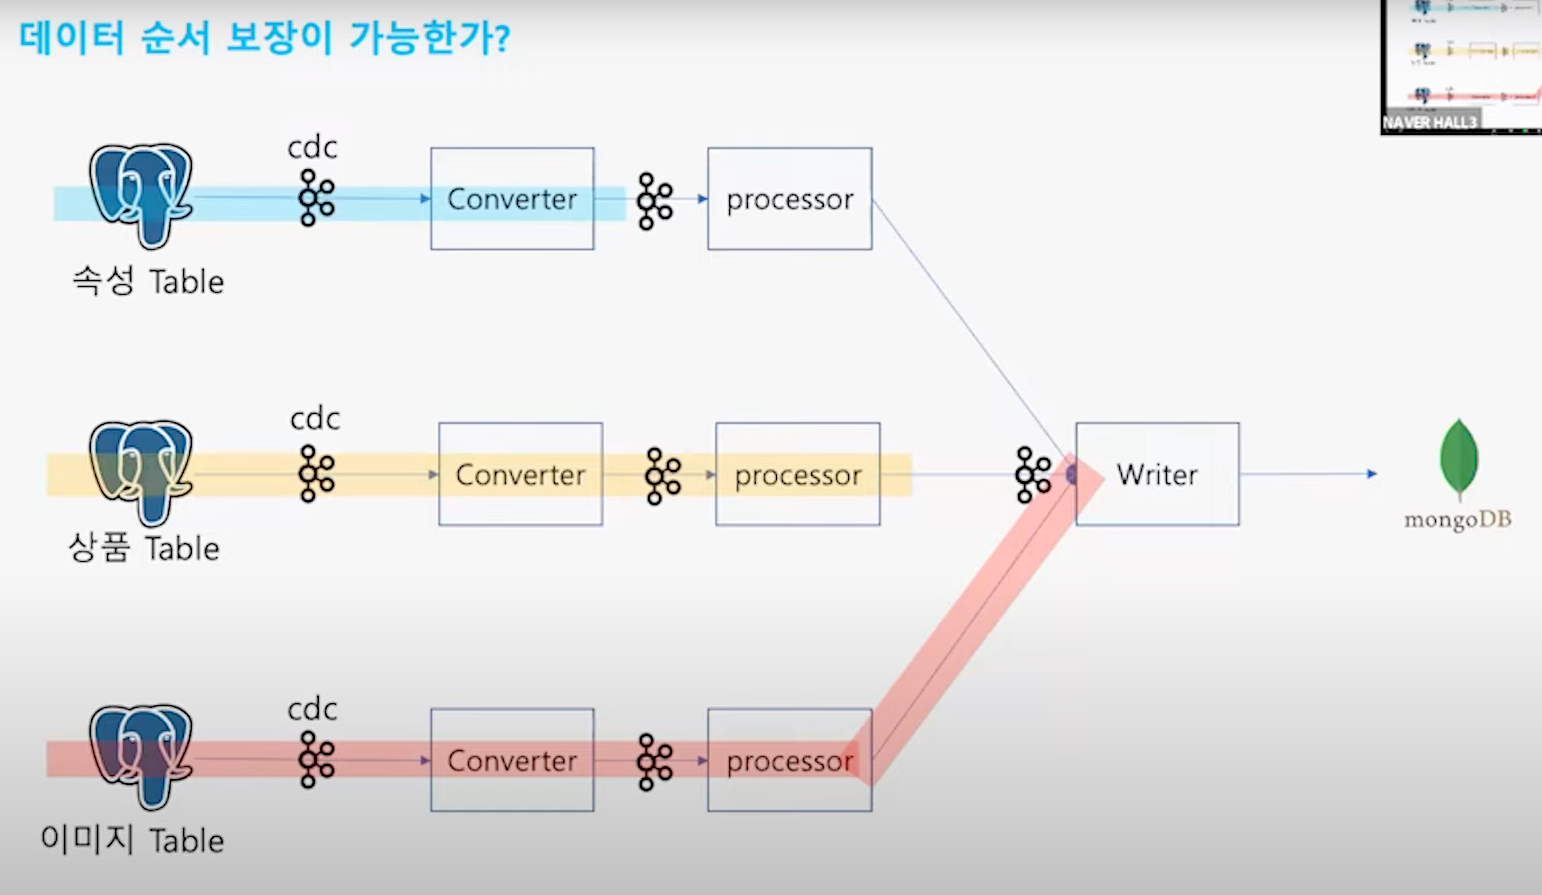 데이터 순서 보장이 가능한가?
NAVER HALL3
cdc
Converter
processor
속성 Table
cdc
Converter
processor
Writer
상품 Table
mongoDB
cdc
Converter
processor
이미지 Table